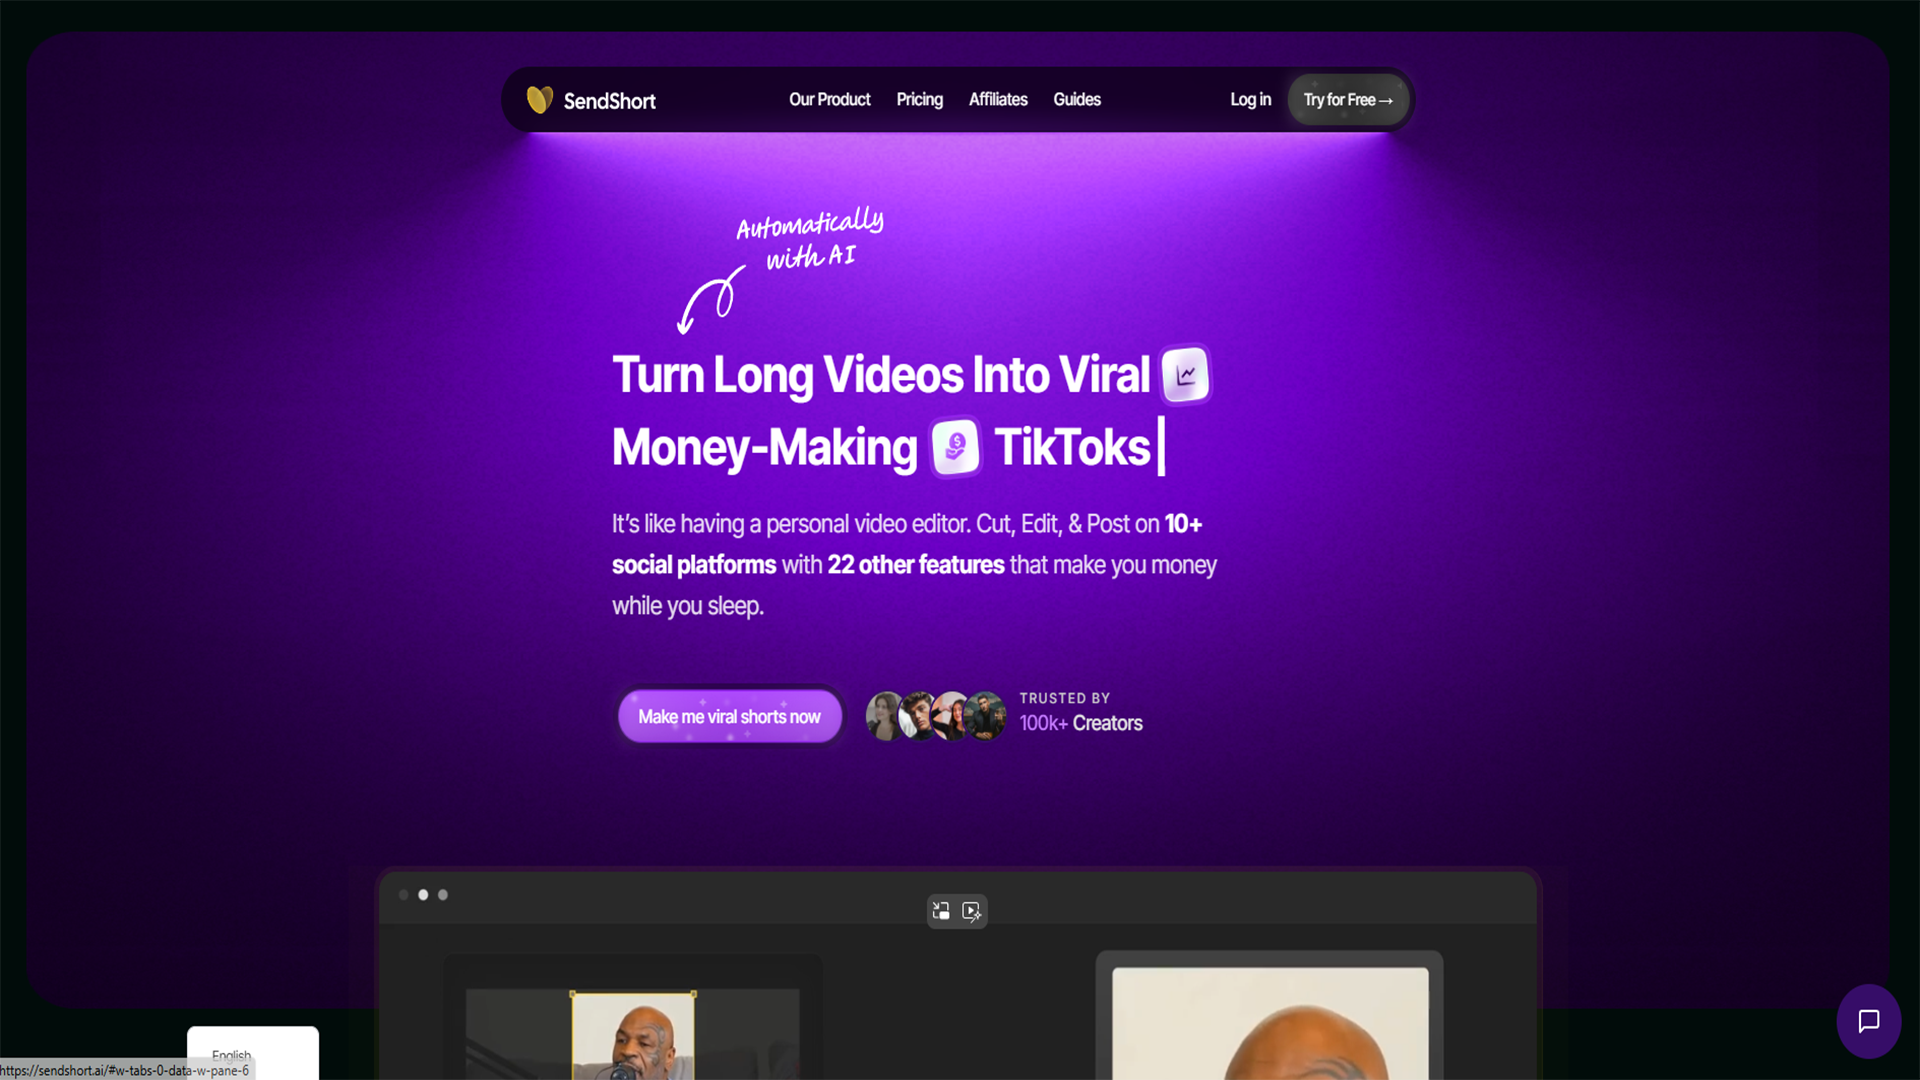 SendShort
Our Product
Pricing
Affiliates
Guides
Log in
Try for Free→
Automatically
with AI
Turn Long Videos Into Viral
Money-Making TikToks
It’s like having a personal video editor. Cut, Edit, & Post on 10+
social platforms with 22 other features that make you money
while you sleep.
Make me viral shorts now
TRUSTED BY
100k+ Creators
English
https://sendshort.ai/#w-tabs-0-data-w-pane-6